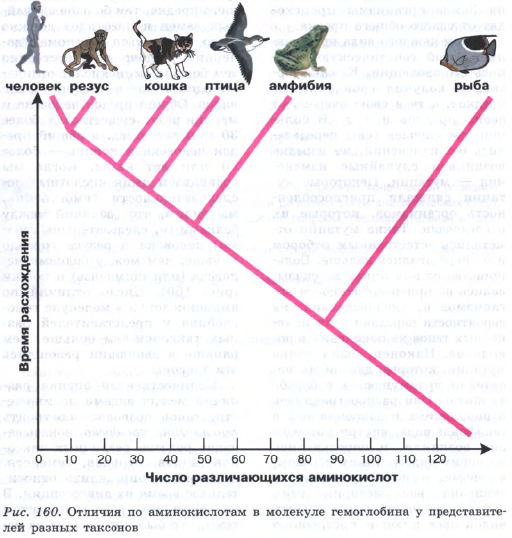 человек резус кошка птица амфибия рыба
Время расхождения
0 10 20 30 40 50 60 70 80 90 100 110 120
Число различающихся аминокислот
Рис. 160. Отличия по аминокислотам в молекуле гемоглобина у представите-
лей разных таксонов